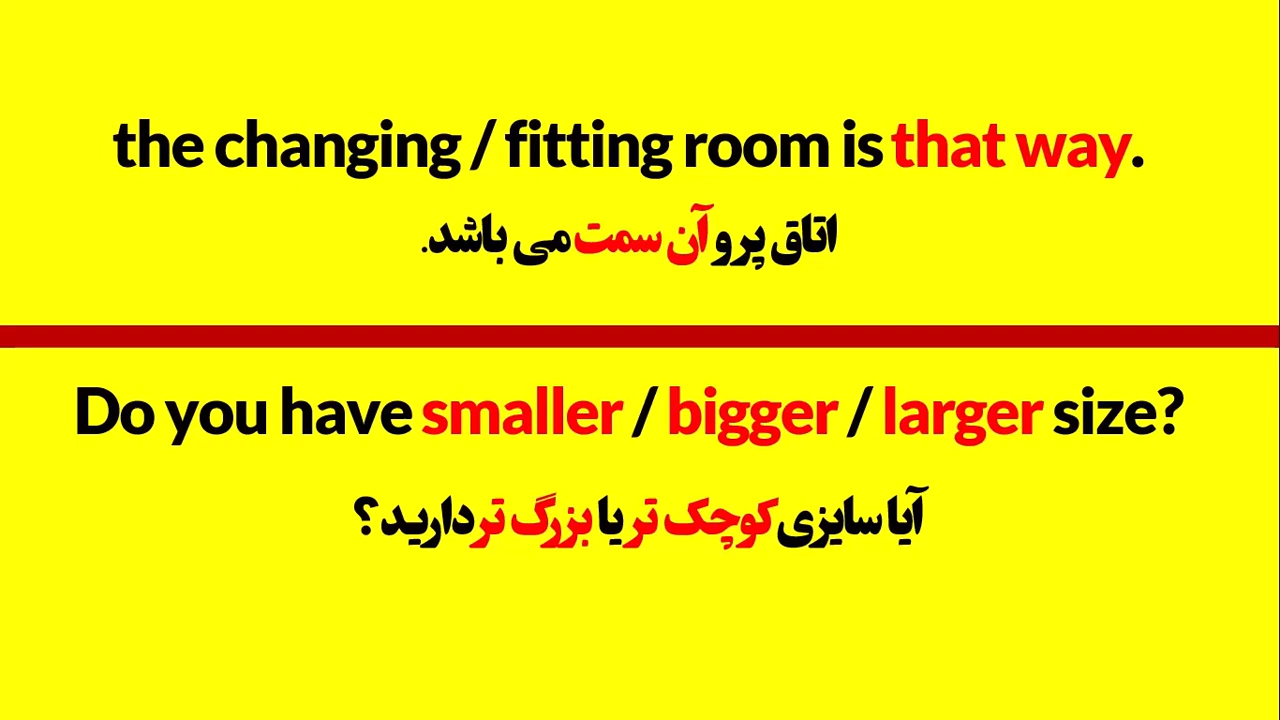 the changing / fitting room is that way.
اتاق پرو آن سمت می باشد.
Do you have smaller / bigger / larger size?
آیا سایزی کوچک تر یا بزرگ تر دارید ؟